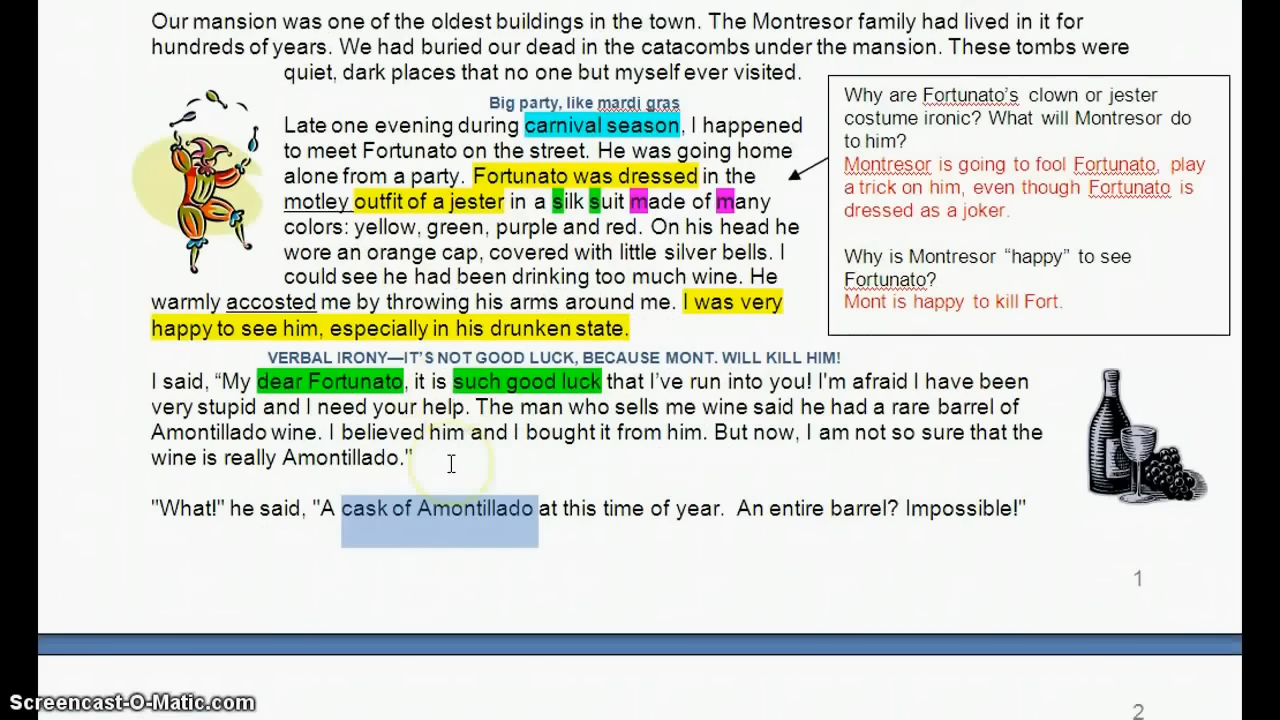 Our mansion was one of the oldest buildings in the town. The Montresor family had lived in it for
hundreds of years. We had buried our dead in the catacombs under the mansion. These tombs were
quiet, dark places that no one but myself ever visited.
Big party, like mardi gras
Late one evening during carnival season, I happened
to meet Fortunato on the street. He was going home
alone from a party. Fortunato was dressed in the
motley outfit of a jester in a silk suit made of many
colors: yellow, green, purple and red. On his head he
wore an orange cap, covered with little silver bells. I
could see he had been drinking too much wine. He
warmly accosted me by throwing his arms around me. I was very
happy to see him, especially in his drunken state.
Why are Fortunato's clown or jester
costume ironic? What will Montresor do
to him?
Montresor is going to fool Fortunato, play
a trick on him, even though Fortunato is
dressed as a joker.
Why is Montresor “happy” to see
Fortunato?
Mont is happy to kill Fort.
VERBAL IRONY—IT'S NOT GOOD LUCK, BECAUSE MONT. WILL KILL HIM!
I said, “My dear Fortunato, it is such good luck that I've run into you! I'm afraid I have been
very stupid and I need your help. The man who sells me wine said he had a rare barrel of
Amontillado wine. I believed him and I bought it from him. But now, I am not so sure that the
wine is really Amontillado."
"What!" he said, "A cask of Amontillado at this time of year.  An entire barrel? Impossible!"
1
Screencast-O-Matic.com
2